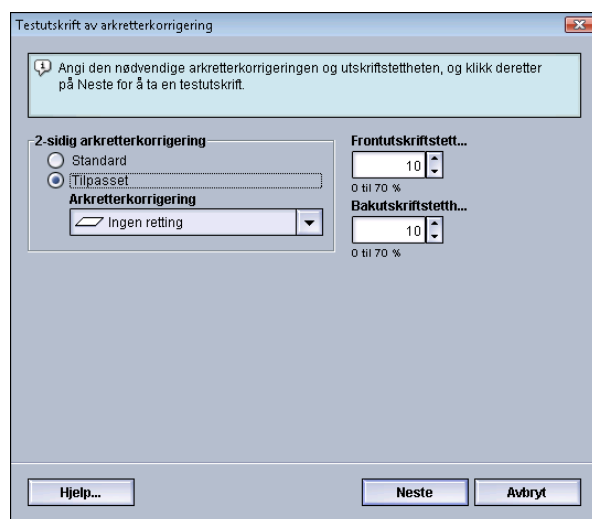 Testutskrift av arkretterkorrigering
Angi den nødvendige arkretterkorrigeringen og utskriftstettheten, og klikk deretter
på Neste for å ta en testutskrift.
2-sidig arkretterkorrigering
Standard
Tilpasset
Arkretterkorrigering
Ingen retting
Frontutskriftstett...
10
0 til 70 %
Bakutskriftstetth...
10
0 til 70 %
Hjelp...
Neste
Avbryt